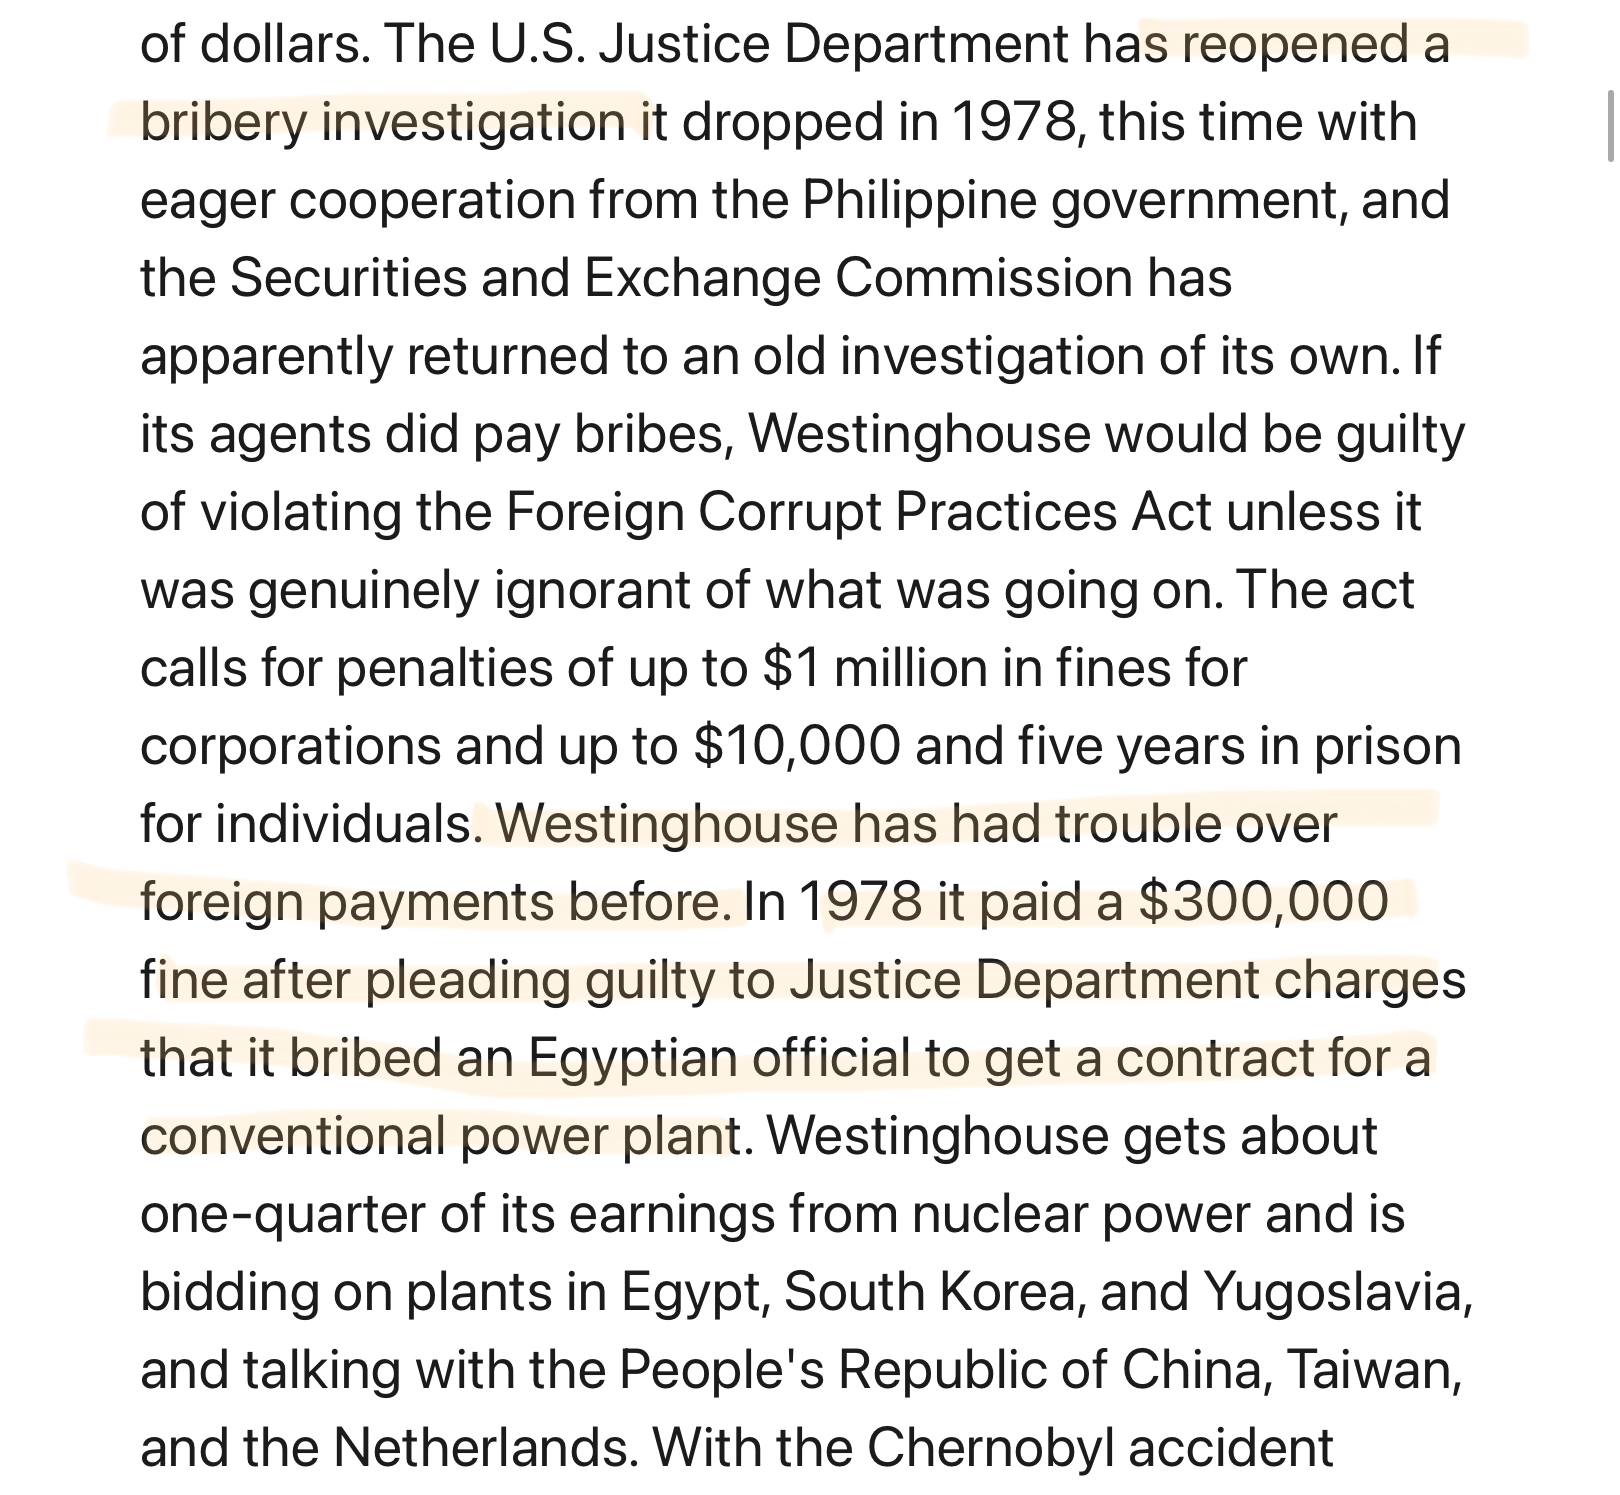 of dollars. The U.S. Justice Department has reopened a
bribery investigation it dropped in 1978, this time with
eager cooperation from the Philippine government, and
the Securities and Exchange Commission has
apparently returned to an old investigation of its own. If
its agents did pay bribes, Westinghouse would be guilty
of violating the Foreign Corrupt Practices Act unless it
was genuinely ignorant of what was going on. The act
calls for penalties of up to $1 million in fines for
corporations and up to $10,000 and five years in prison
for individuals. Westinghouse has had trouble over
foreign payments before. In 1978 it paid a $300,000
fine after pleading guilty to Justice Department charges
that it bribed an Egyptian official to get a contract for a
conventional power plant. Westinghouse gets about
one-quarter of its earnings from nuclear power and is
bidding on plants in Egypt, South Korea, and Yugoslavia,
and talking with the People's Republic of China, Taiwan,
and the Netherlands. With the Chernobyl accident